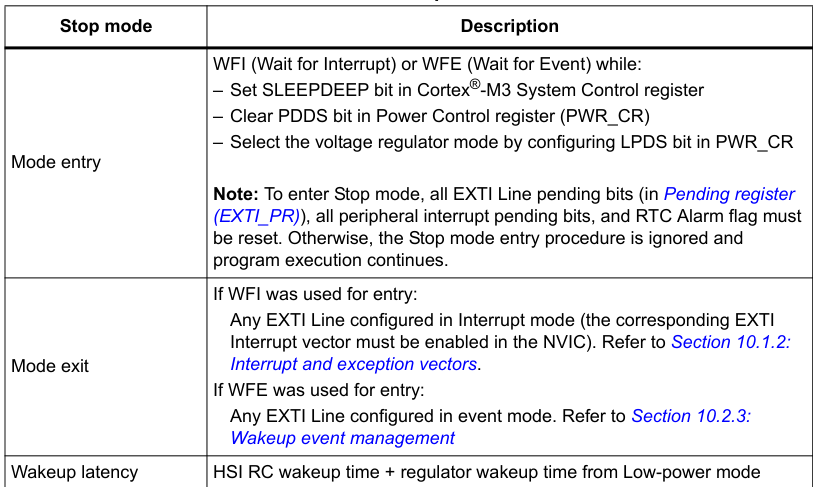 Stop mode
Description
Mode entry
WFI (Wait for Interrupt) or WFE (Wait for Event) while:
– Set SLEEPDEEP bit in Cortex®-M3 System Control register
– Clear PDDS bit in Power Control register (PWR_CR)
– Select the voltage regulator mode by configuring LPDS bit in PWR_CR
Note: To enter Stop mode, all EXTI Line pending bits (in Pending register
(EXTI_PR)), all peripheral interrupt pending bits, and RTC Alarm flag must
be reset. Otherwise, the Stop mode entry procedure is ignored and
program execution continues.
Mode exit
If WFI was used for entry:
Any EXTI Line configured in Interrupt mode (the corresponding EXTI
Interrupt vector must be enabled in the NVIC). Refer to Section 10.1.2:
Interrupt and exception vectors.
If WFE was used for entry:
Any EXTI Line configured in event mode. Refer to Section 10.2.3:
Wakeup event management
Wakeup latency
HSI RC wakeup time + regulator wakeup time from Low-power mode